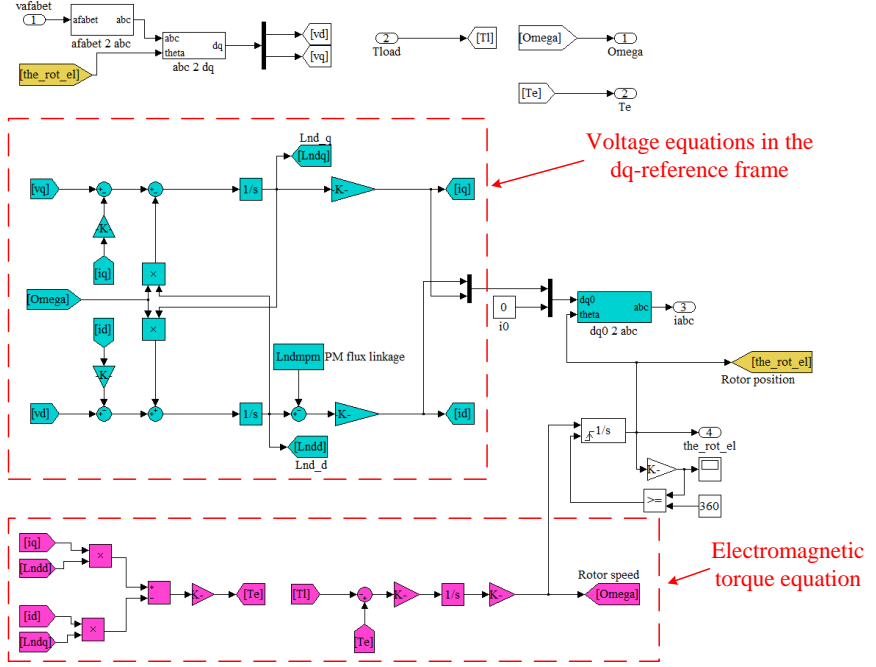 vafabet
1
afabet abc
afabet 2 abc
abc
theta
dq
abc 2 dq
[the_rot_el]
[vd]
[vq]
2
Tload
[Tl]
[Omega]
1
Omega
[Te]
2
Te
Voltage equations in the
dq-reference frame
Lnd_q
[Lndq]
[vq]
1/s
-K-
[iq]
-K-
[iq]
×
[Omega]
×
[id]
-K-
Lndmpm
PM flux linkage
[vd]
1/s
-K-
[id]
[Lndd]
Lnd_d
0
i0
dq0
theta
abc
dq0 2 abc
3
iabc
[the_rot_el]
Rotor position
1/s
4
the_rot_el
K-
>=
360
Electromagnetic
torque equation
[iq]
[Lndd]
×
[id]
[Lndq]
×
K-
[Te]
[Tl]
[Te]
K-
1/s
K-
Rotor speed
[Omega]